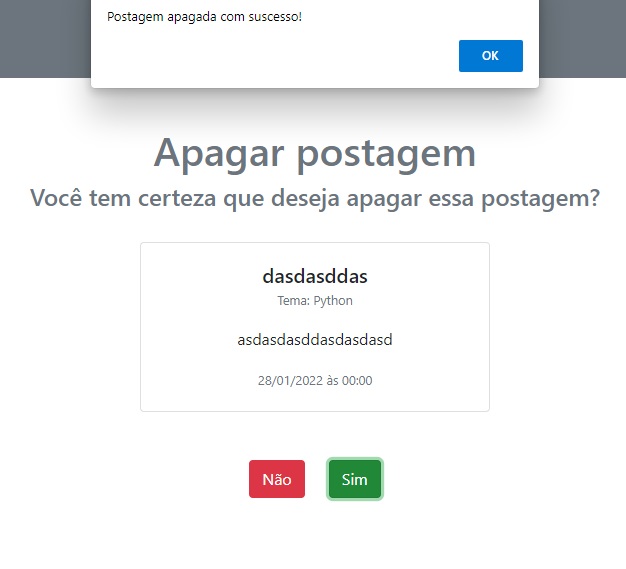 Postagem apagada com suscesso!
OK
Apagar postagem
Você tem certeza que deseja apagar essa postagem?
dasdasddas
Tema: Python
asdasdasddasdasdasd
28/01/2022 às 00:00
Não
Sim